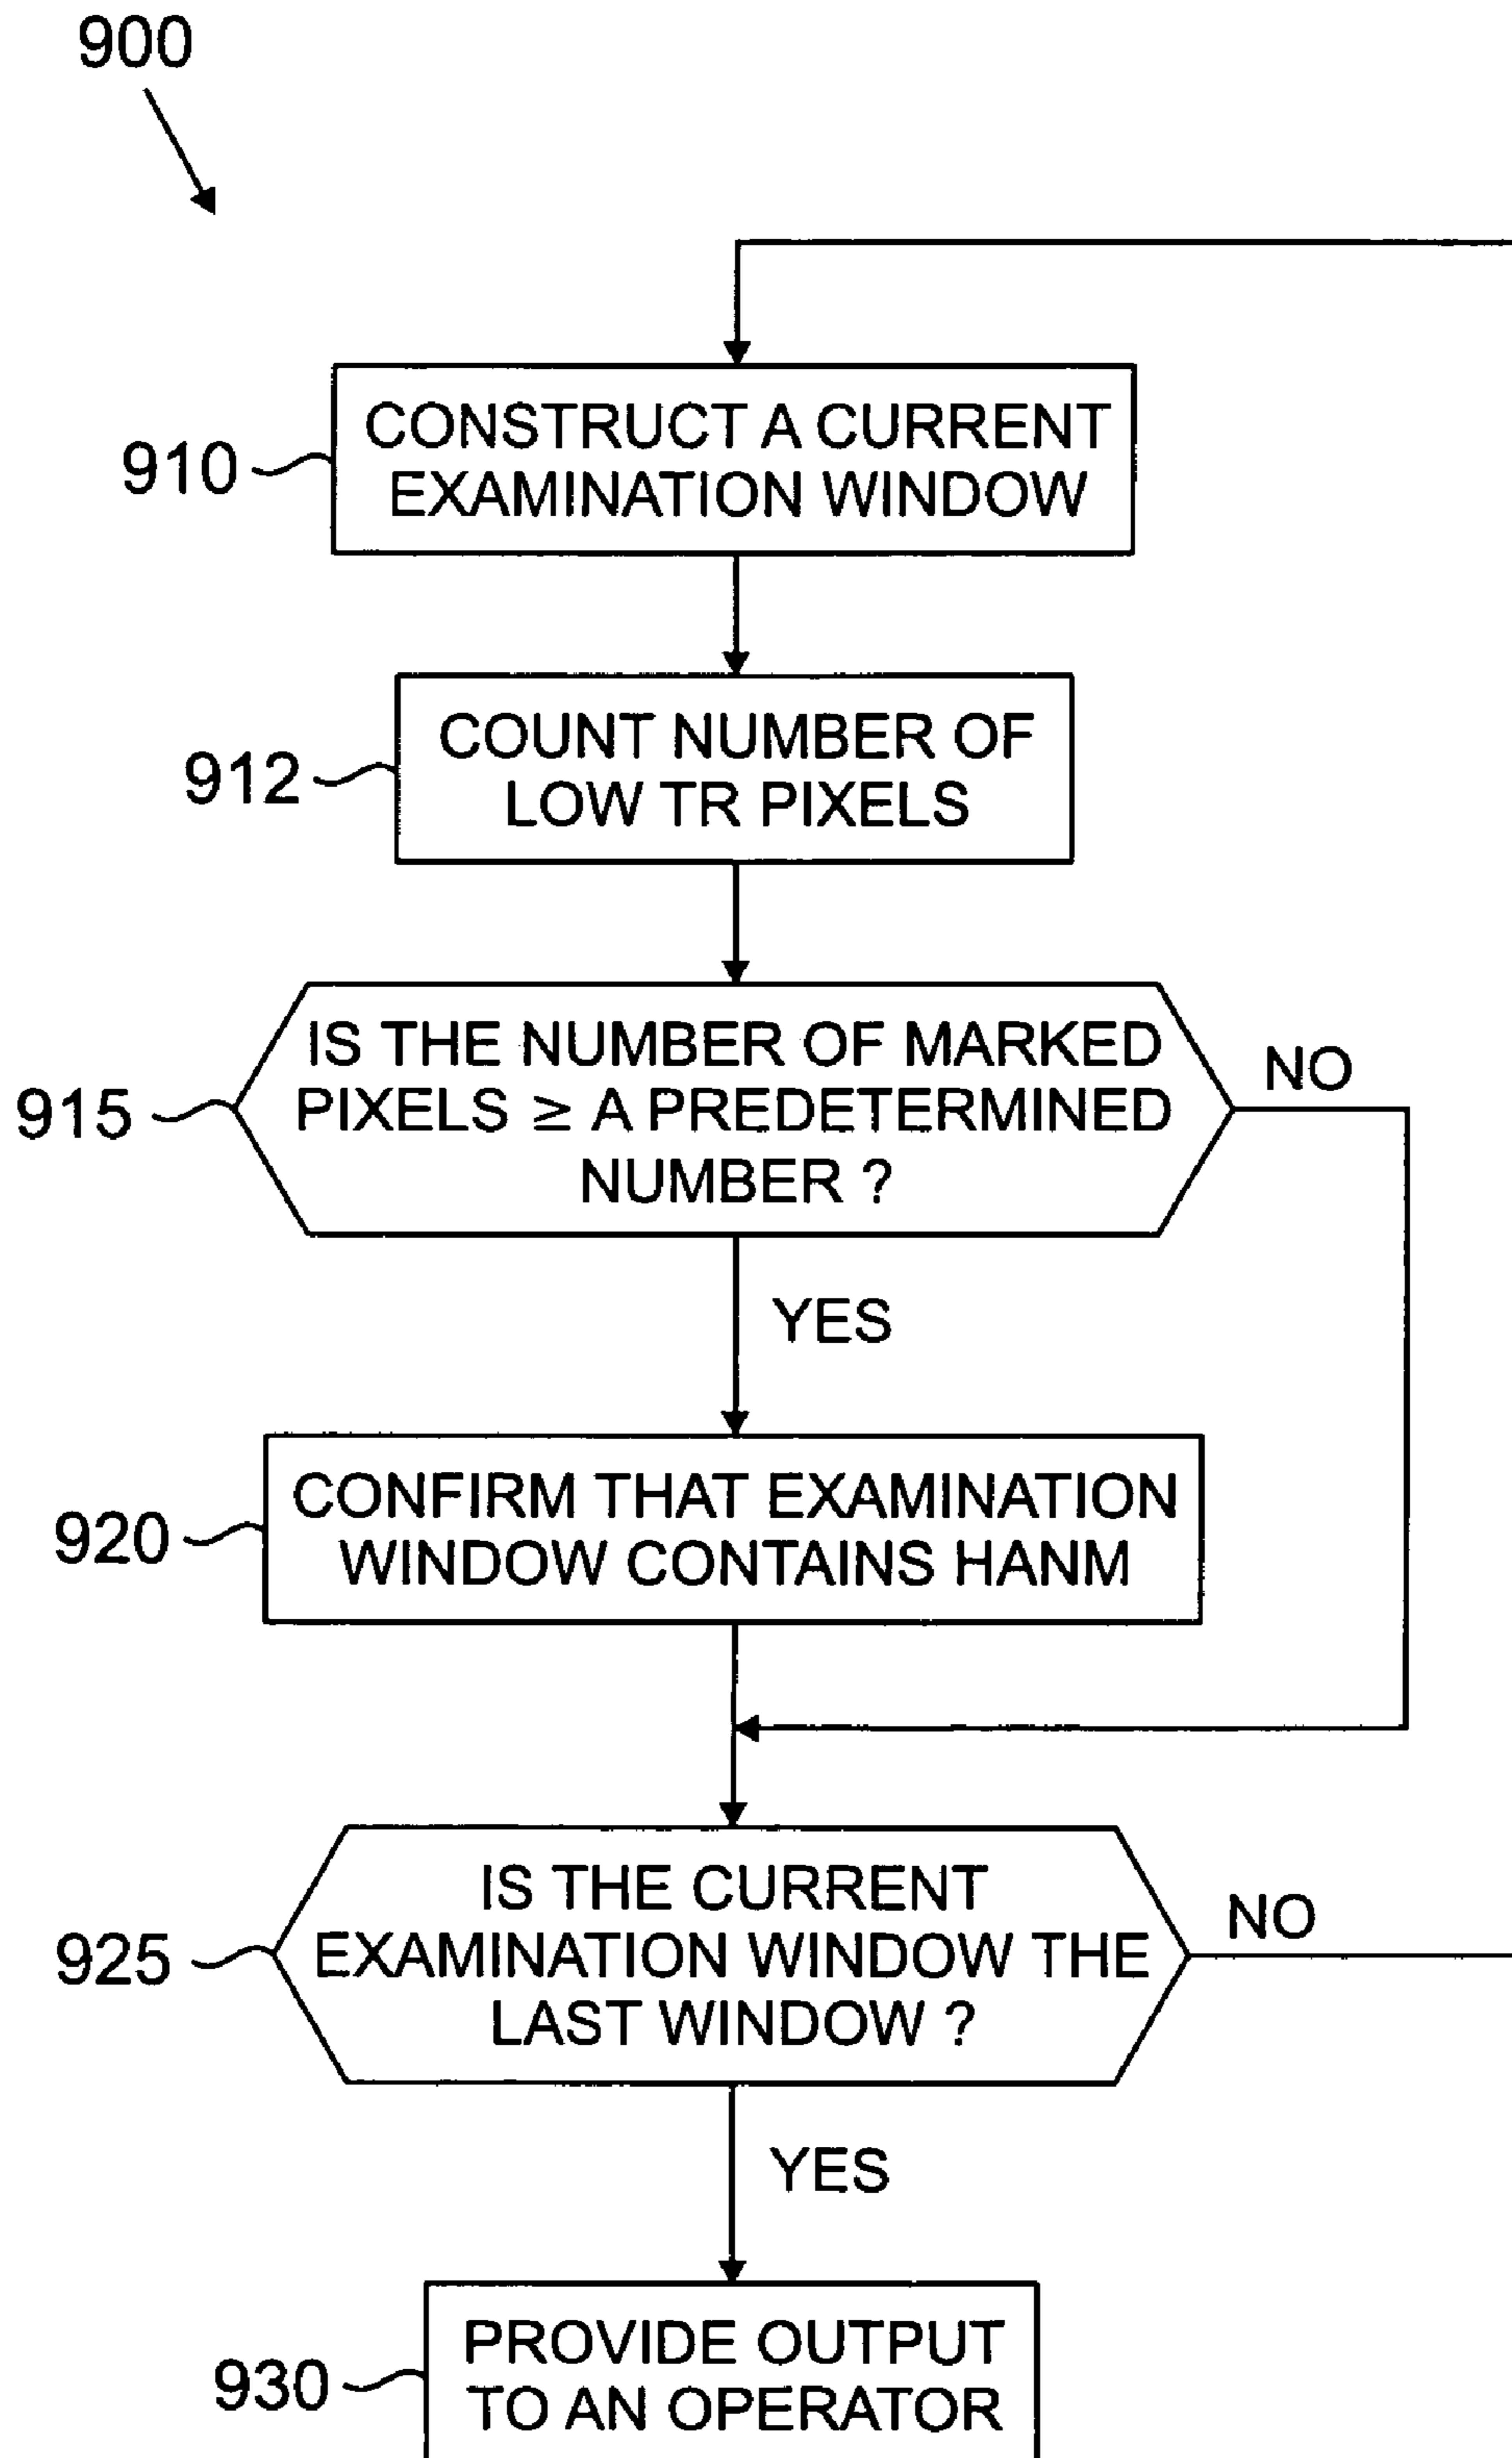 900
910
CONSTRUCT A CURRENT
EXAMINATION WINDOW
912
COUNT NUMBER OF
LOW TR PIXELS
915
IS THE NUMBER OF MARKED
PIXELS ≥ A PREDETERMINED
NUMBER ?
NO
YES
920
CONFIRM THAT EXAMINATION
WINDOW CONTAINS HANM
925
IS THE CURRENT
EXAMINATION WINDOW THE
LAST WINDOW ?
NO
YES
930
PROVIDE OUTPUT
TO AN OPERATOR